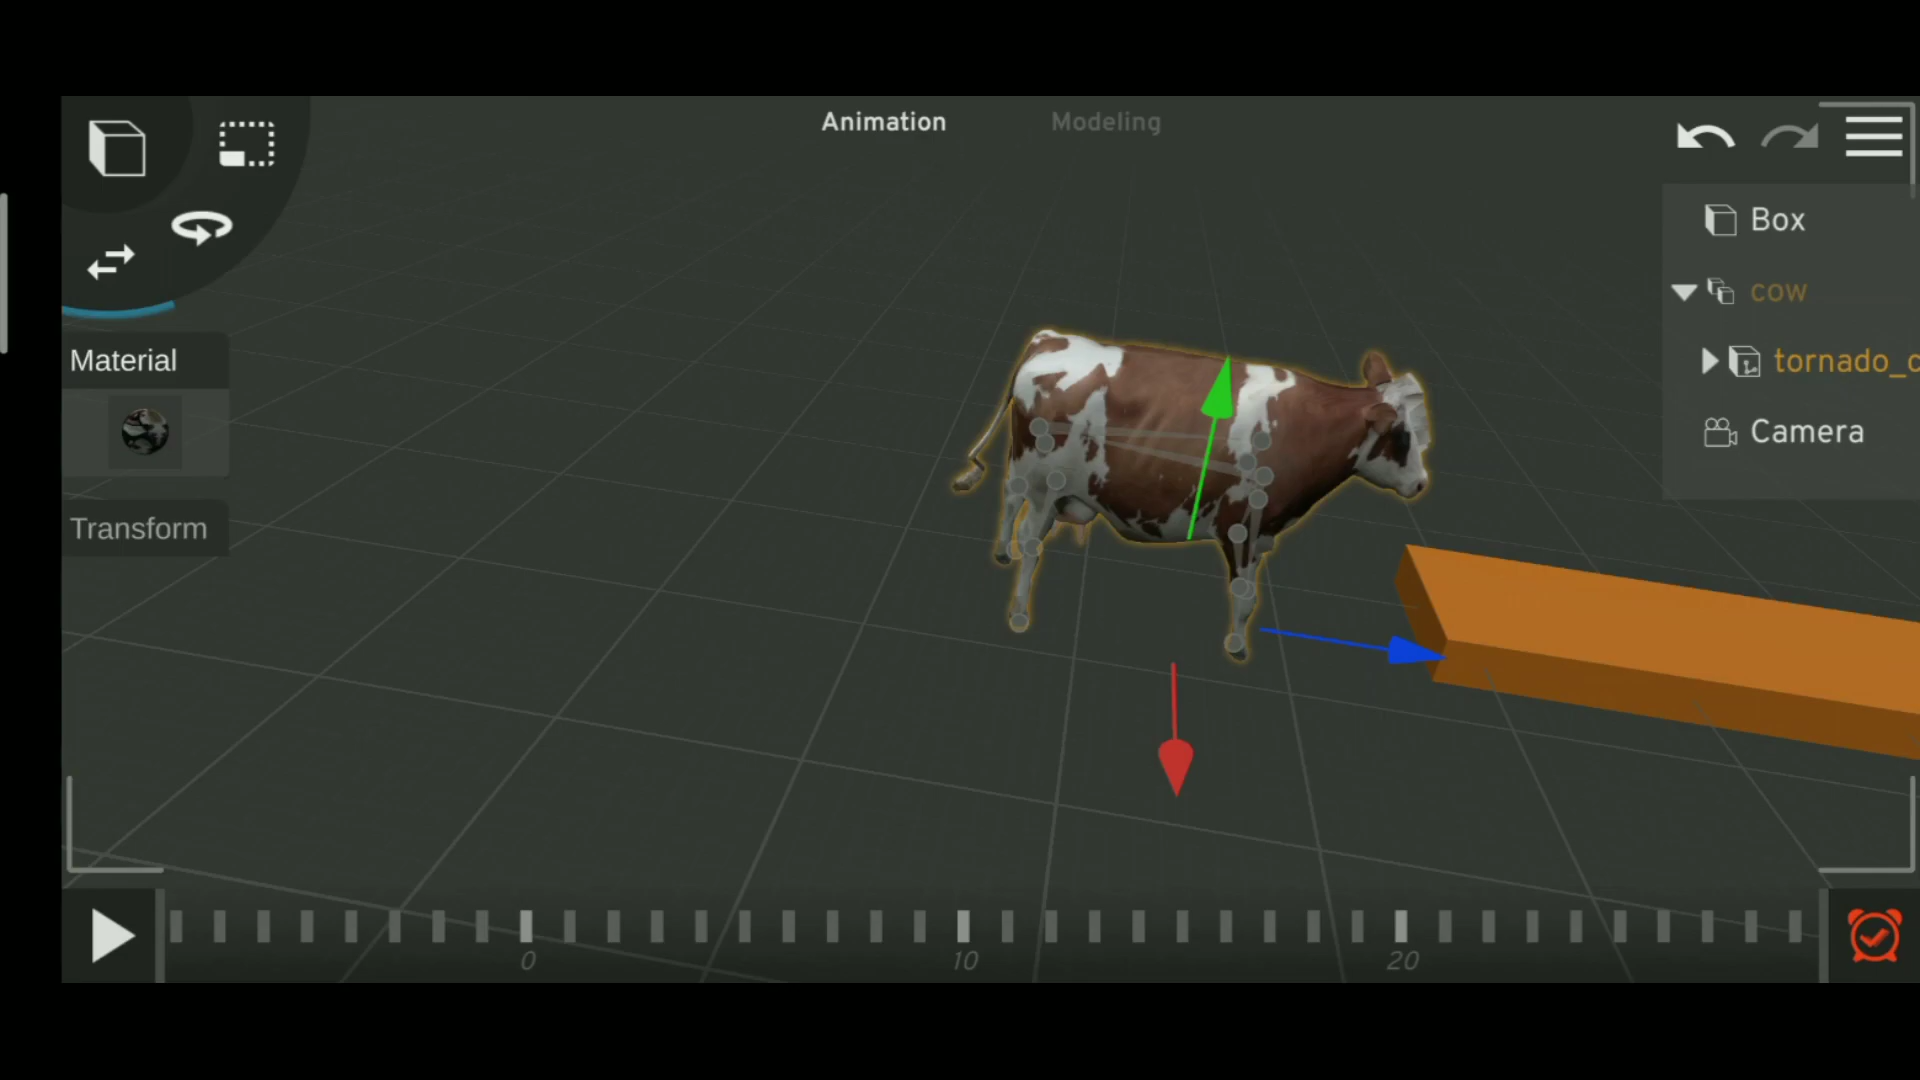 Animation
Modeling
Box
cow
tornado_c
Camera
Material
Transform
0
10
20